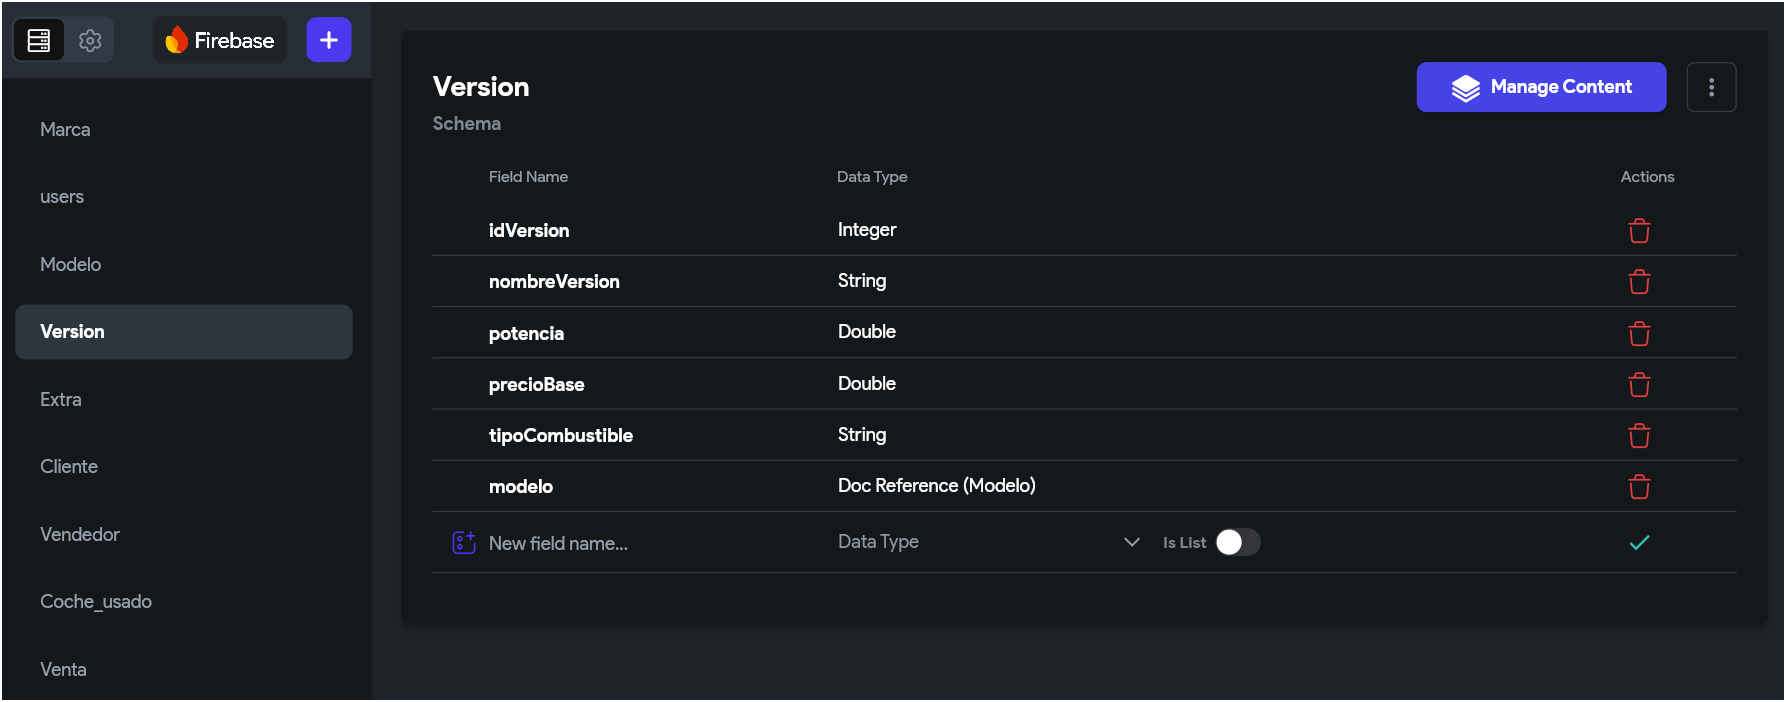 Firebase
Marca
users
Modelo
Version
Extra
Cliente
Vendedor
Coche_usado
Venta
Version
Schema
Manage Content
Field Name Data Type Actions
idVersion Integer
nombreVersion String
potencia Double
precioBase Double
tipoCombustible String
modelo Doc Reference (Modelo)
New field name... Data Type Is List